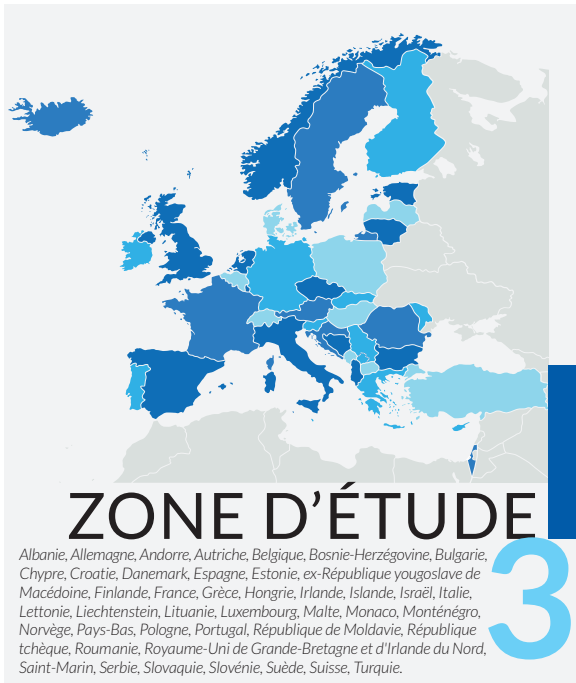 ZONE D'ÉTUDE
3
Albanie, Allemagne, Andorre, Autriche, Belgique, Bosnie-Herzégovine, Bulgarie,
Chypre, Croatie, Danemark, Espagne, Estonie, ex-République yougoslave de
Macédoine, Finlande, France, Grèce, Hongrie, Irlande, Islande, Israël, Italie,
Lettonie, Liechtenstein, Lituanie, Luxembourg, Malte, Monaco, Monténégro,
Norvège, Pays-Bas, Pologne, Portugal, République de Moldavie, République
tchèque, Roumanie, Royaume-Uni de Grande-Bretagne et d'Irlande du Nord,
Saint-Marin, Serbie, Slovaquie, Slovénie, Suède, Suisse, Turquie.